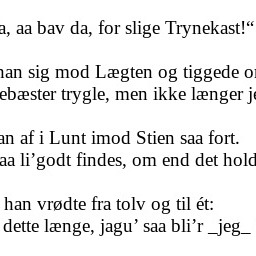 a, aa bav da, for slige Trynekast!“
han sig mod Lægten og tiggede o
ebæster trygle, men ikke længer j
an af i Lunt imod Stien saa fort.
aa li’godt findes, om end det hold
han vrødte fra tolv og til ét:
dette længe, jagu’ saa bli’r _jeg_